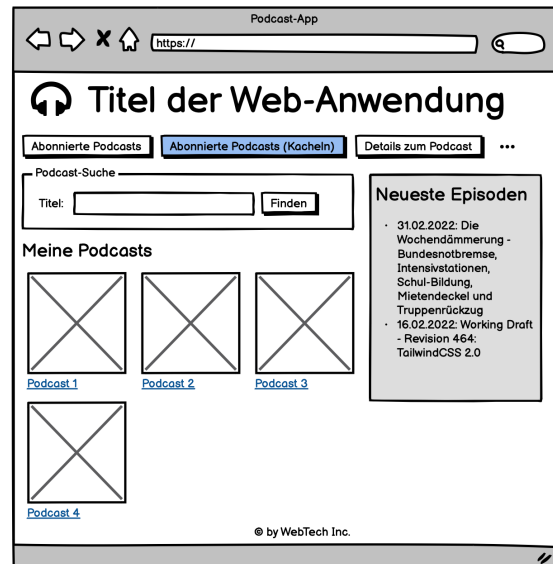 Podcast-App
https://
Titel der Web-Anwendung
Abonnierte Podcasts
Abonnierte Podcasts (Kacheln)
Details zum Podcast
•••
Podcast-Suche
Titel:
Finden
Meine Podcasts
Podcast 1
Podcast 2
Podcast 3
Podcast 4
Neueste Episoden
· 31.02.2022: Die
Wochendämmerung -
Bundesnotbremse,
Intensivstationen,
Schul-Bildung,
Mietendeckel und
Truppenrückzug
· 16.02.2022: Working Draft
- Revision 464:
TailwindCSS 2.0
© by WebTech Inc.